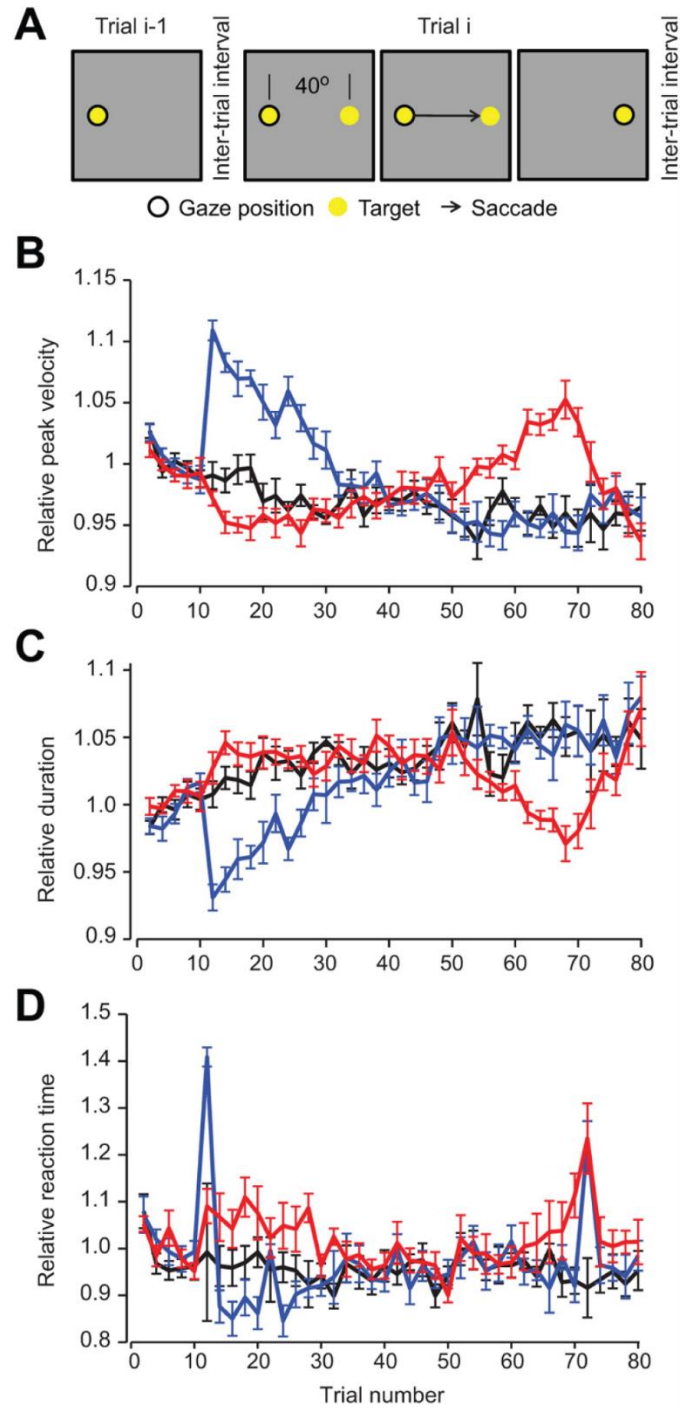 A
Trial i-1
Trial i
Inter-trial interval
40°
Inter-trial interval
Gaze position
Target
Saccade
B
Relative peak velocity
1.15
1.1
1.05
1
0.95
0.9
0 10 20 30 40 50 60 70 80
C
Relative duration
1.1
1.05
1.0
0.95
0.9
0 10 20 30 40 50 60 70 80
D
Relative reaction time
1.5
1.4
1.3
1.2
1.1
1.0
0.9
0.8
0 10 20 30 40 50 60 70 80
Trial number